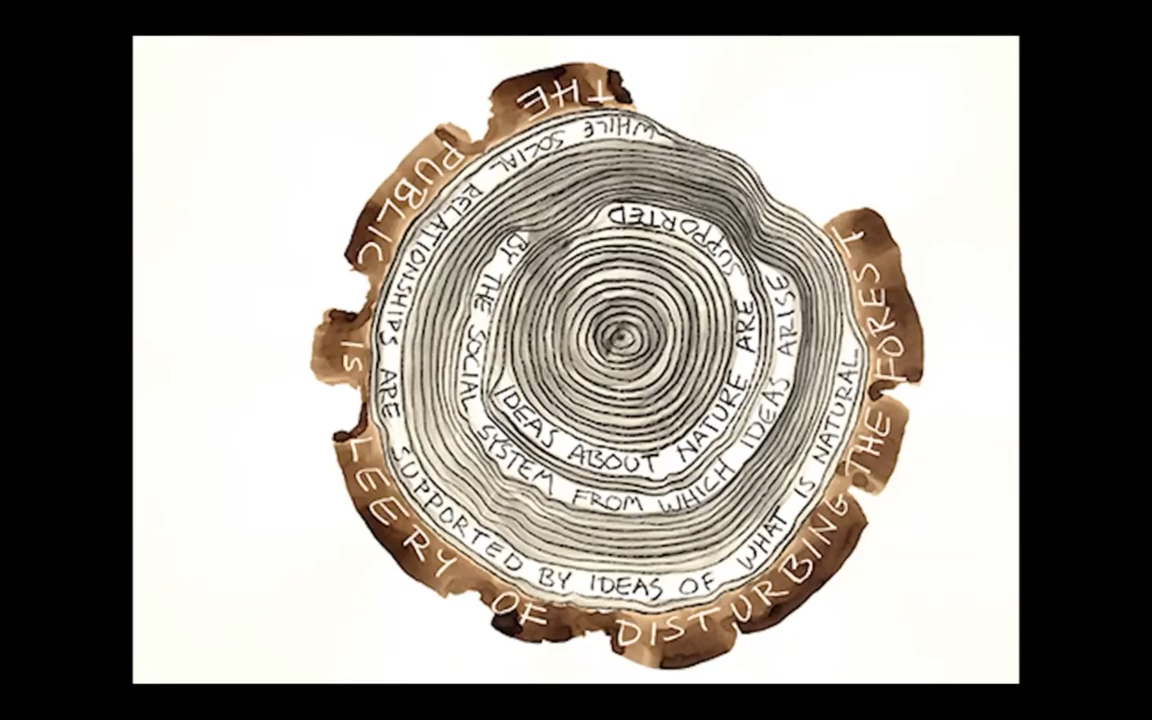 THE PUBLIC IS LEERY OF DISTURBING THE FOREST
WHILE SOCIAL RELATIONSHIPS ARE SUPPORTED BY IDEAS OF WHAT IS NATURAL
IDEAS ABOUT NATURE ARE SUPPORTED
BY THE SOCIAL SYSTEM FROM WHICH IDEAS ARISE